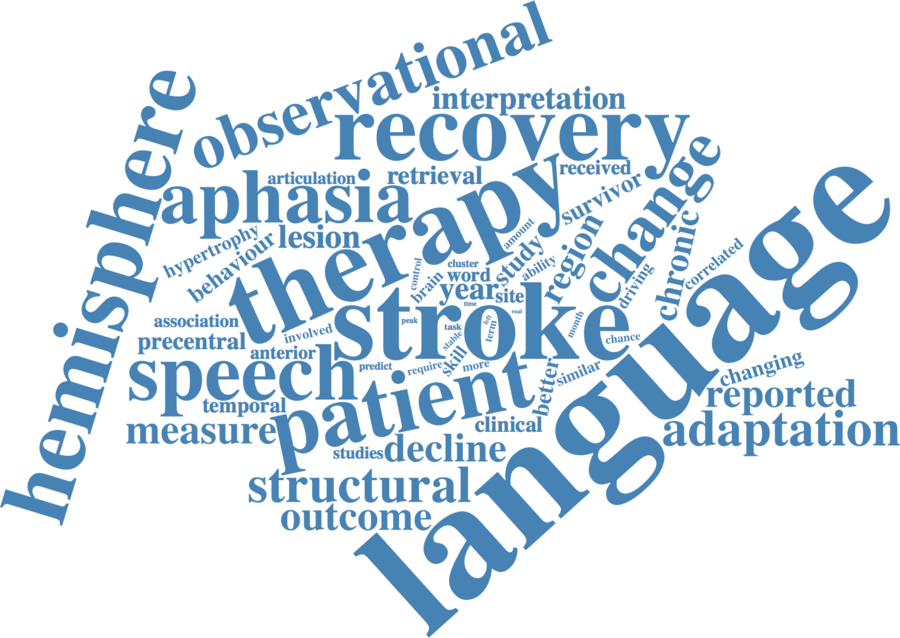 observational
interpretation
recovery
hemisphere
articulation
retrieval
received
aphasia
therapy
survivor
change
language
hypertrophy
behaviour
lesion
amount
study
region
chronic
correlated
control
cluster
brain
word
ability
driving
year
site
time
real
association
involved
stroke
peak
task
left
term
month
chance
precentral
anterior
stable
skill
speech
predict
require
more
better
similar
changing
temporal
patient
reported
measure
clinical
adaptation
studies
decline
structural
outcome